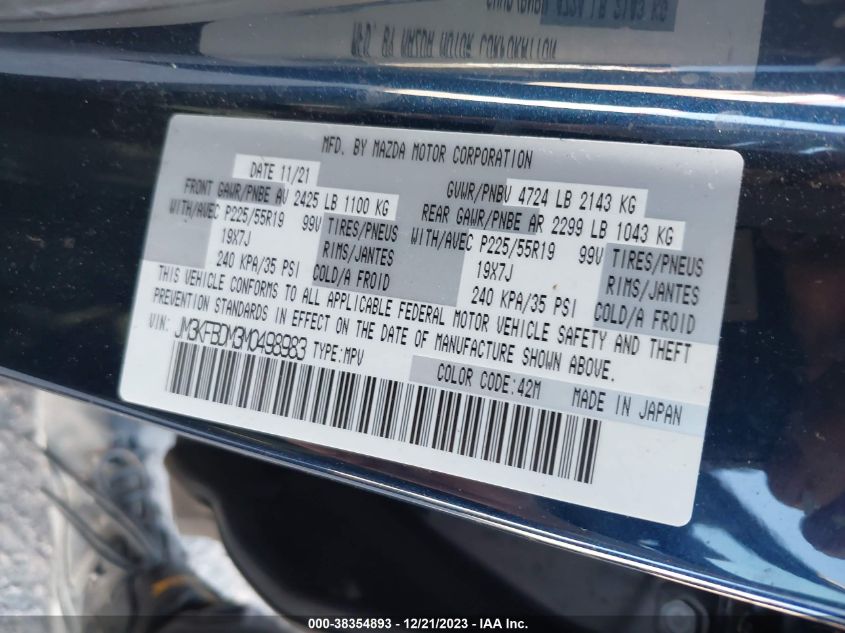 MFD. BY MAZDA MOTOR CORPORATION
DATE 11/21
GVWR/PNBV 4724 LB 2143 KG
FRONT GAWR/PNBE AV 2425 LB 1100 KG
REAR GAWR/PNBE AR 2299 LB 1043 KG
WITH/AVEC P225/55R19 99V TIRES/PNEUS
19X7J RIMS/JANTES
240 KPA/35 PSI COLD/A FROID
WITH/AVEC P225/55R19 99V TIRES/PNEUS
19X7J RIMS/JANTES
240 KPA/35 PSI COLD/A FROID
THIS VEHICLE CONFORMS TO ALL APPLICABLE FEDERAL MOTOR VEHICLE SAFETY AND THEFT
PREVENTION STANDARDS IN EFFECT ON THE DATE OF MANUFACTURE SHOWN ABOVE.
VIN: JM3KFBDM3M0498983 TYPE:MPV
COLOR CODE:42M MADE IN JAPAN
000-38354893 - 12/21/2023 - IAA Inc.